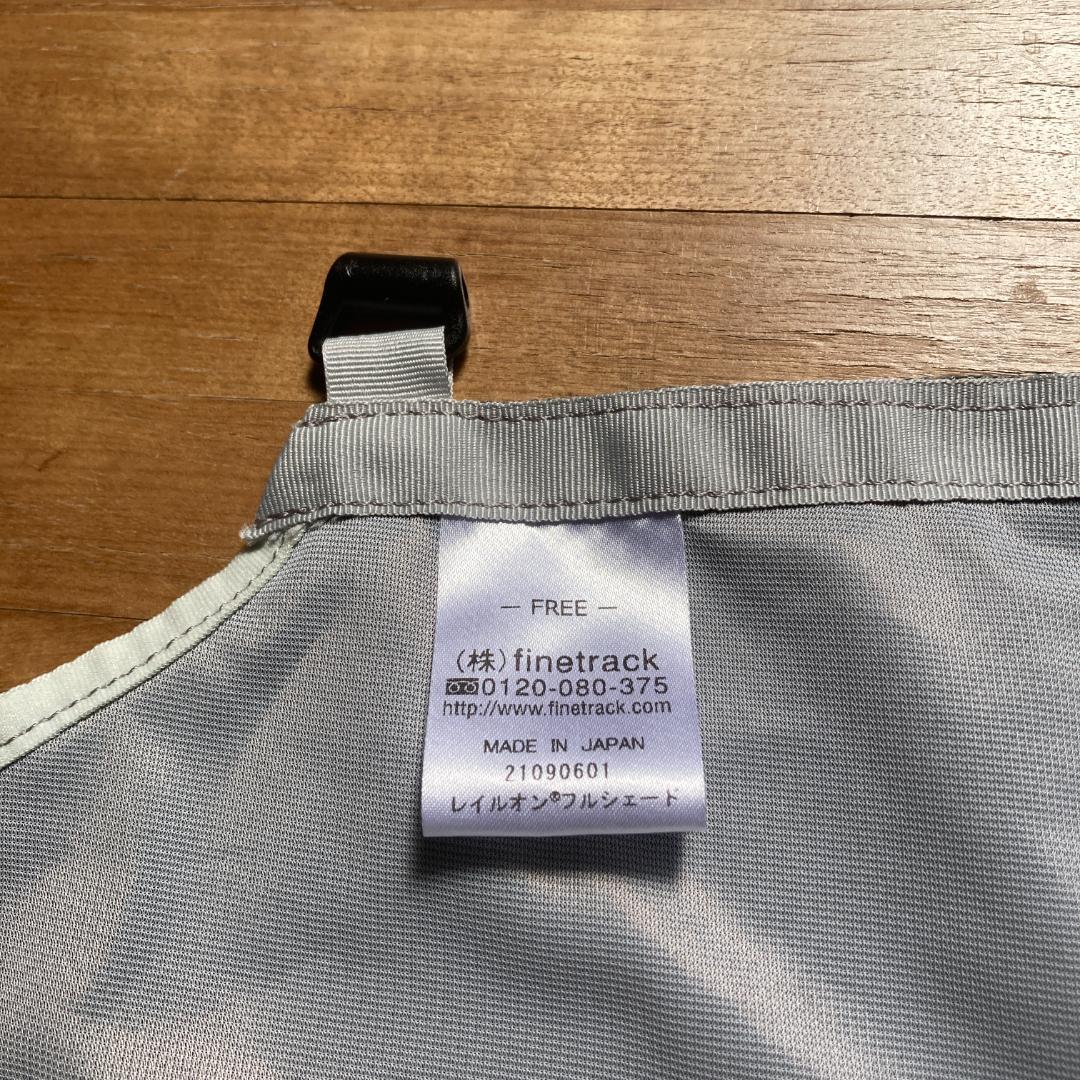 — FREE —
(株)finetrack
0120-080-375
http://www.finetrack.com
MADE IN JAPAN
21090601
レイルオン®フルシェード